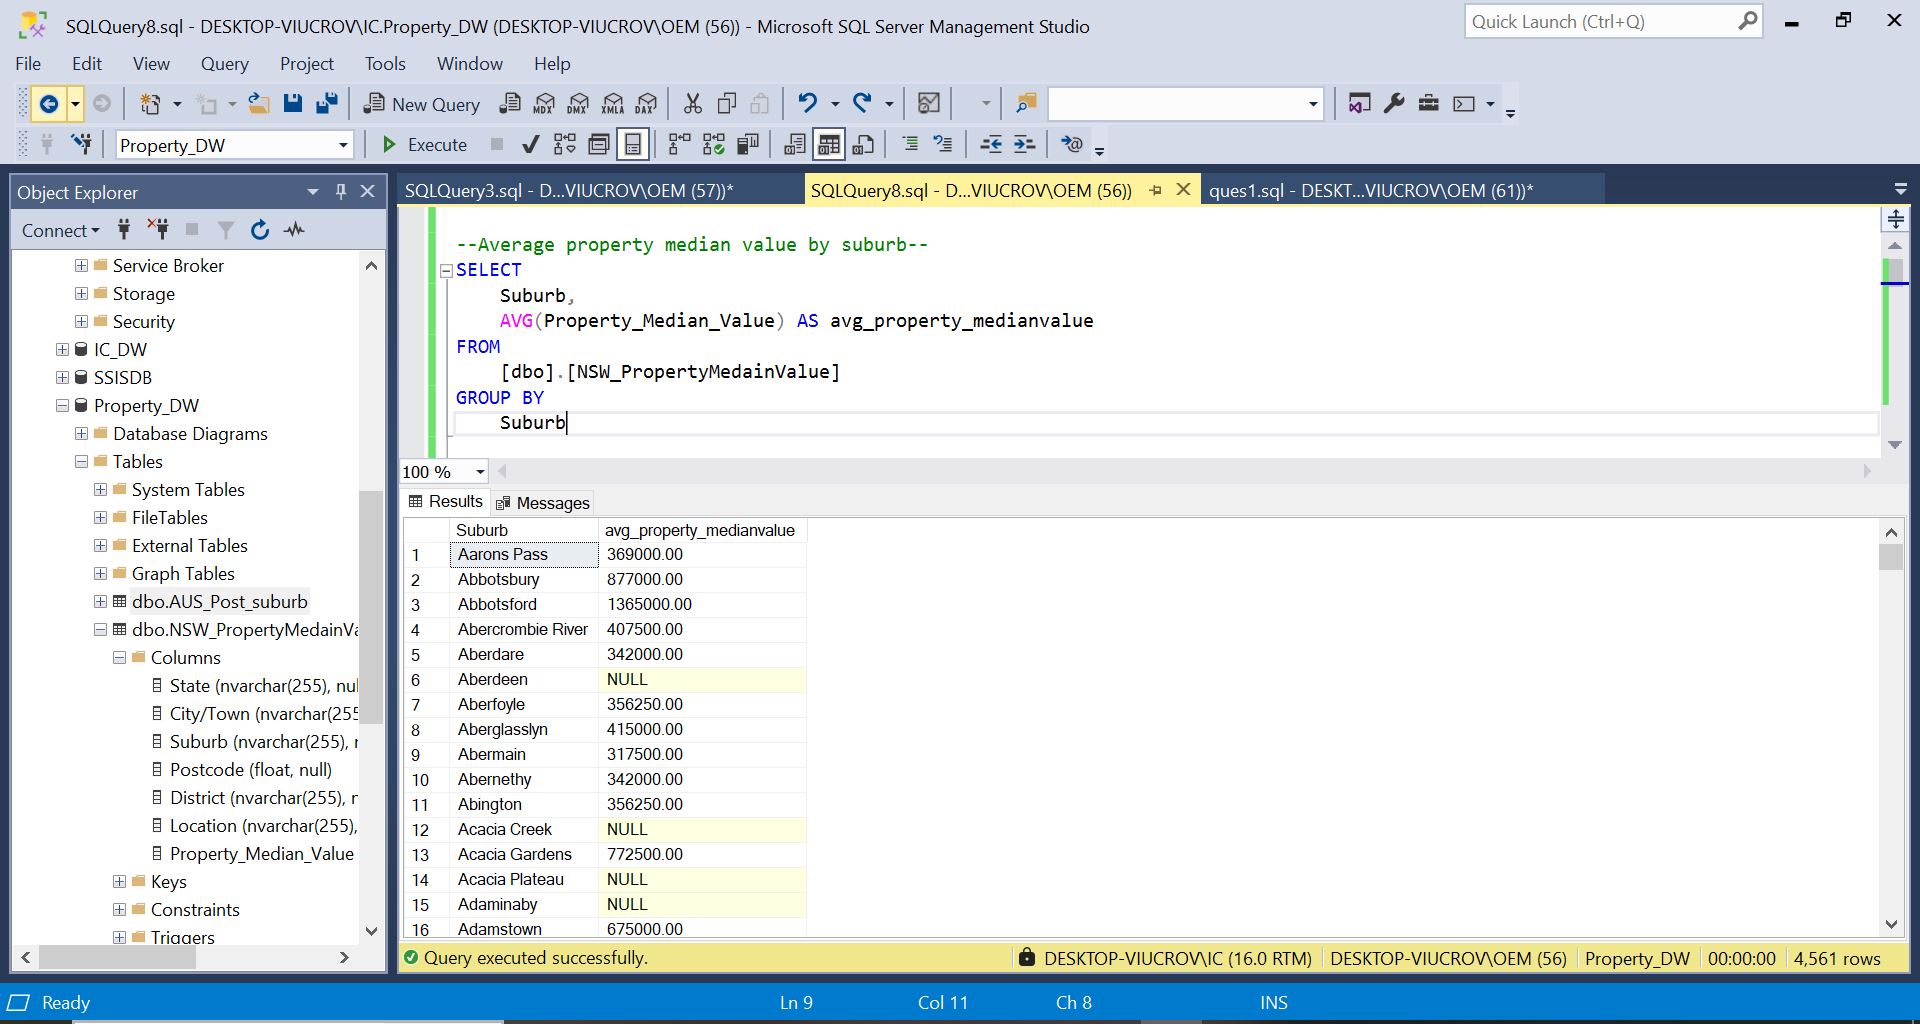 SQLQuery8.sql - DESKTOP-VIUCROV\IC.Property_DW (DESKTOP-VIUCROV\OEM (56)) - Microsoft SQL Server Management Studio
Quick Launch (Ctrl+Q)
File Edit View Query Project Tools Window Help
New Query MDX DMX XMLA DAX
Property_DW Execute
Object Explorer
Connect
Service Broker
Storage
Security
IC_DW
SSISDB
Property_DW
Database Diagrams
Tables
System Tables
FileTables
External Tables
Graph Tables
dbo.AUS_Post_suburb
dbo.NSW_PropertyMedainVa
Columns
State (nvarchar(255), nul
City/Town (nvarchar(255
Suburb (nvarchar(255), r
Postcode (float, null)
District (nvarchar(255), n
Location (nvarchar(255),
Property_Median_Value
Keys
Constraints
Triggers
SQLQuery3.sql - D...VIUCROV\OEM (57))*
SQLQuery8.sql - D...VIUCROV\OEM (56))
ques1.sql - DESKT...VIUCROV\OEM (61))*
--Average property median value by suburb--
SELECT
Suburb,
AVG(Property_Median_Value) AS avg_property_medianvalue
FROM
[dbo].[NSW_PropertyMedainValue]
GROUP BY
Suburb
100 %
Results Messages
Suburb avg_property_medianvalue
1 Aarons Pass 369000.00
2 Abbotsbury 877000.00
3 Abbotsford 1365000.00
4 Abercrombie River 407500.00
5 Aberdare 342000.00
6 Aberdeen NULL
7 Aberfoyle 356250.00
8 Aberglasslyn 415000.00
9 Abermain 317500.00
10 Abernethy 342000.00
11 Abington 356250.00
12 Acacia Creek NULL
13 Acacia Gardens 772500.00
14 Acacia Plateau NULL
15 Adaminaby NULL
16 Adamstown 675000.00
Query executed successfully. DESKTOP-VIUCROV\IC (16.0 RTM) DESKTOP-VIUCROV\OEM (56) Property_DW 00:00:00 4,561 rows
Ready Ln 9 Col 11 Ch 8 INS